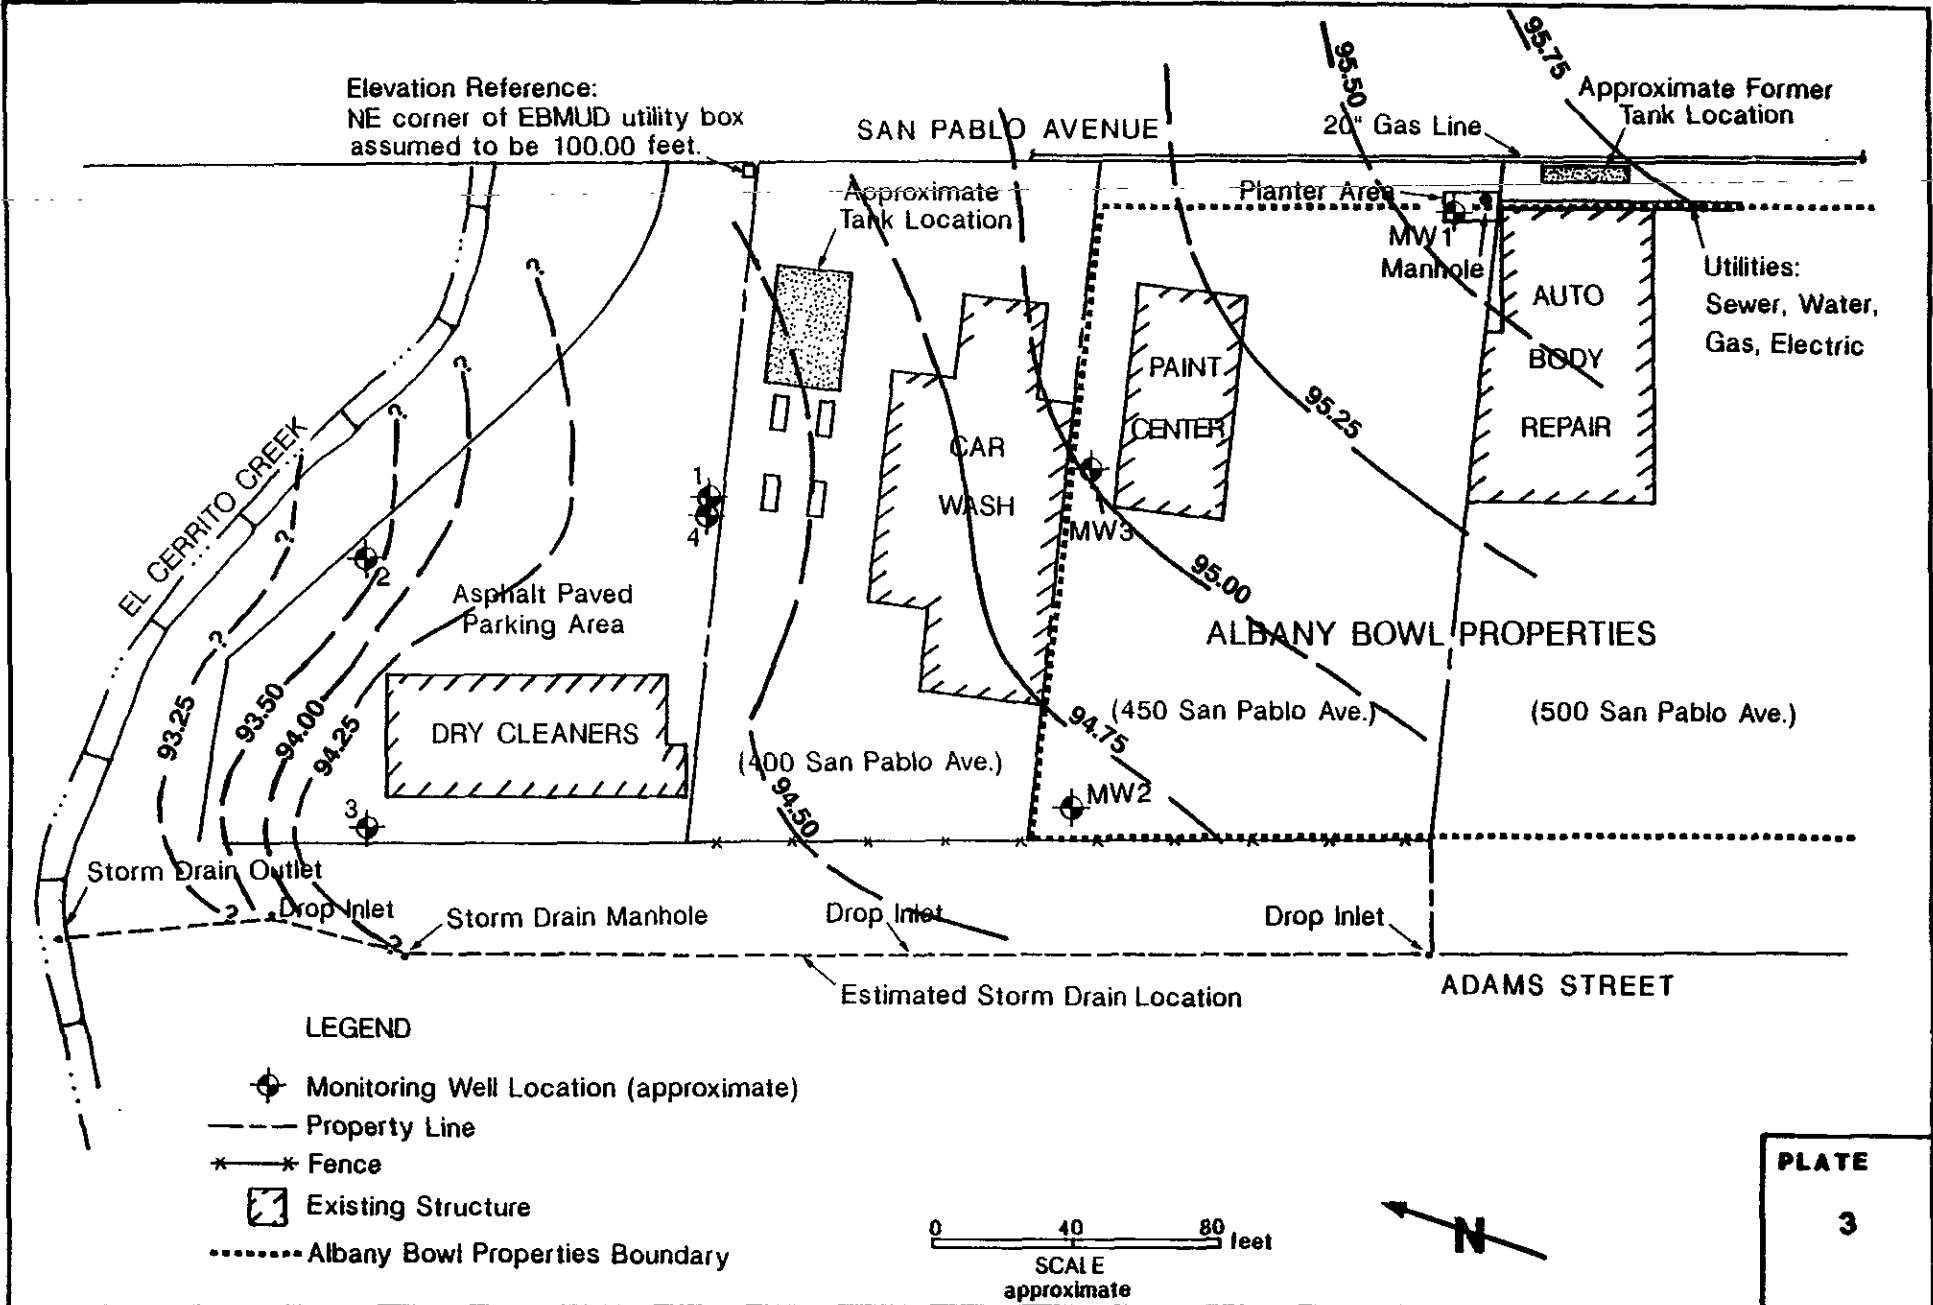 95.75
95.50
Elevation Reference:
NE corner of EBMUD utility box
assumed to be 100.00 feet.
SAN PABLO AVENUE
20" Gas Line
Approximate Former
Tank Location
Approximate
Tank Location
Planter Area
MW1
Manhole
Utilities:
Sewer, Water,
Gas, Electric
AUTO
BODY
REPAIR
PAINT
CENTER
CAR
WASH
95.25
EL CERRITO CREEK
?
?
?
?
?
1
4
2
MW3
95.00
Asphalt Paved
Parking Area
ALBANY BOWL PROPERTIES
93.25
93.50
94.00
94.25
DRY CLEANERS
(400 San Pablo Ave.)
94.50
94.75
(450 San Pablo Ave.)
(500 San Pablo Ave.)
3
MW2
Storm Drain Outlet
?
Drop Inlet
?
Storm Drain Manhole
Drop Inlet
Drop Inlet
Estimated Storm Drain Location
ADAMS STREET
LEGEND
Monitoring Well Location (approximate)
Property Line
Fence
Existing Structure
Albany Bowl Properties Boundary
0 40 80 feet
SCALE
approximate
N
PLATE
3